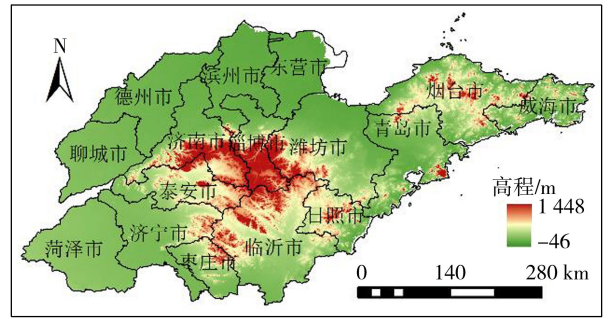 N
东营市
滨州市
烟台市
威海市
德州市
青岛市
济南市
淄博市
潍坊市
聊城市
泰安市
日照市
济宁市
临沂市
菏泽市
枣庄市
高程/m
1 448
-46
0 140 280 km